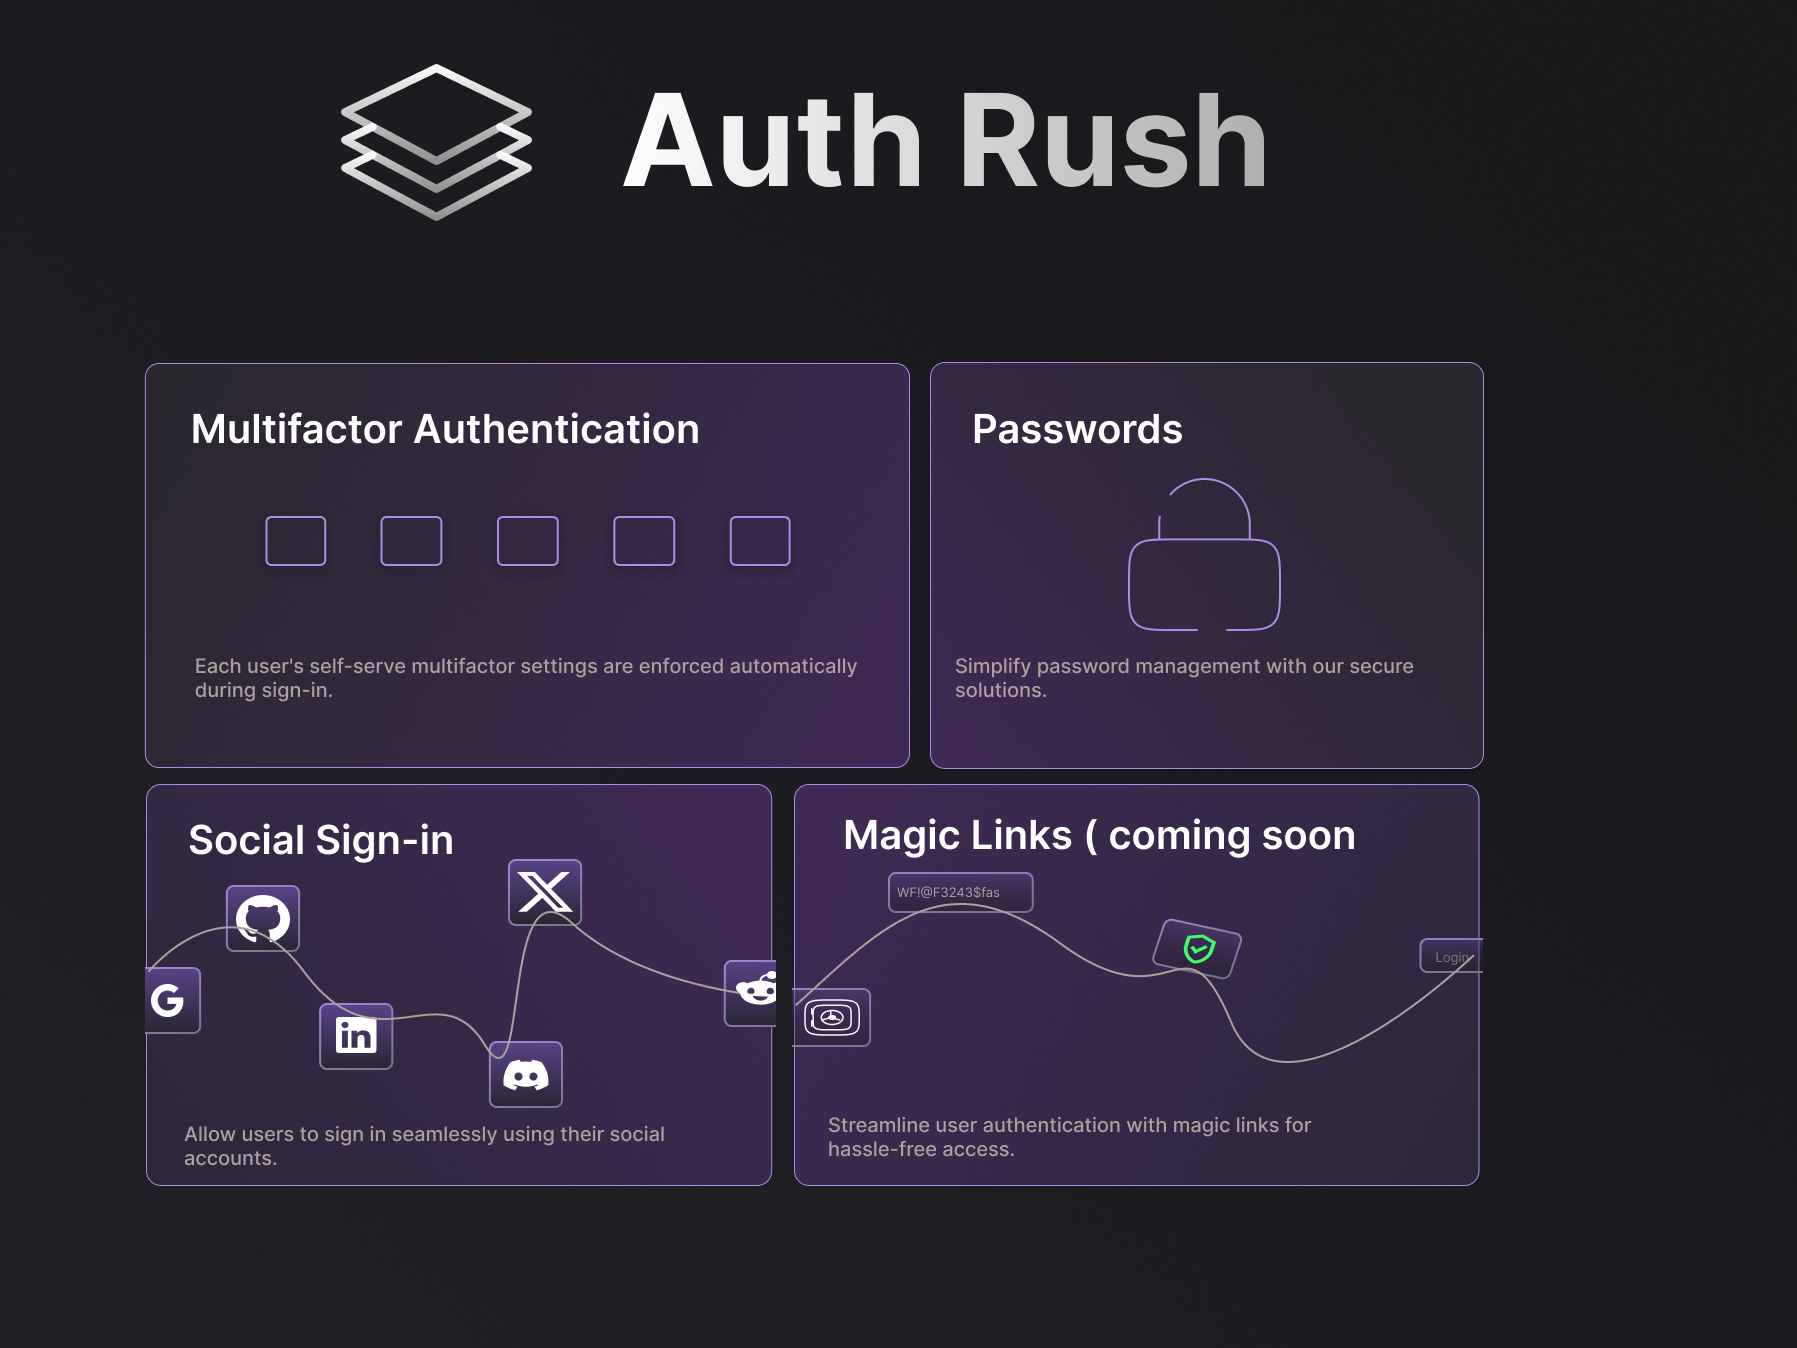 Auth Rush
Multifactor Authentication
Each user's self-serve multifactor settings are enforced automatically
during sign-in.
Passwords
Simplify password management with our secure
solutions.
Social Sign-in
G
X
in
Allow users to sign in seamlessly using their social
accounts.
Magic Links ( coming soon
WF!@F3243$fas
Login
Streamline user authentication with magic links for
hassle-free access.